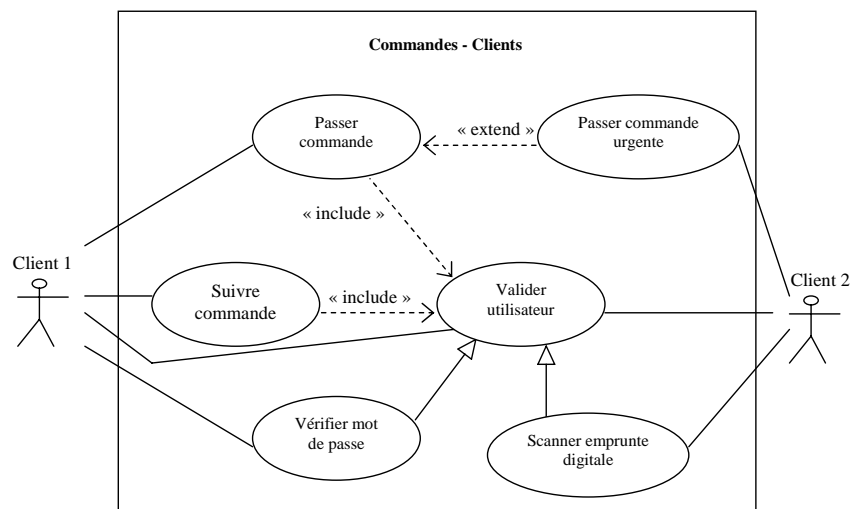 Commandes - Clients
Passer
commande
« extend »
Passer commande
urgente
« include »
Client 1
Suivre
commande
« include »
Valider
utilisateur
Client 2
Vérifier mot
de passe
Scanner emprunte
digitale